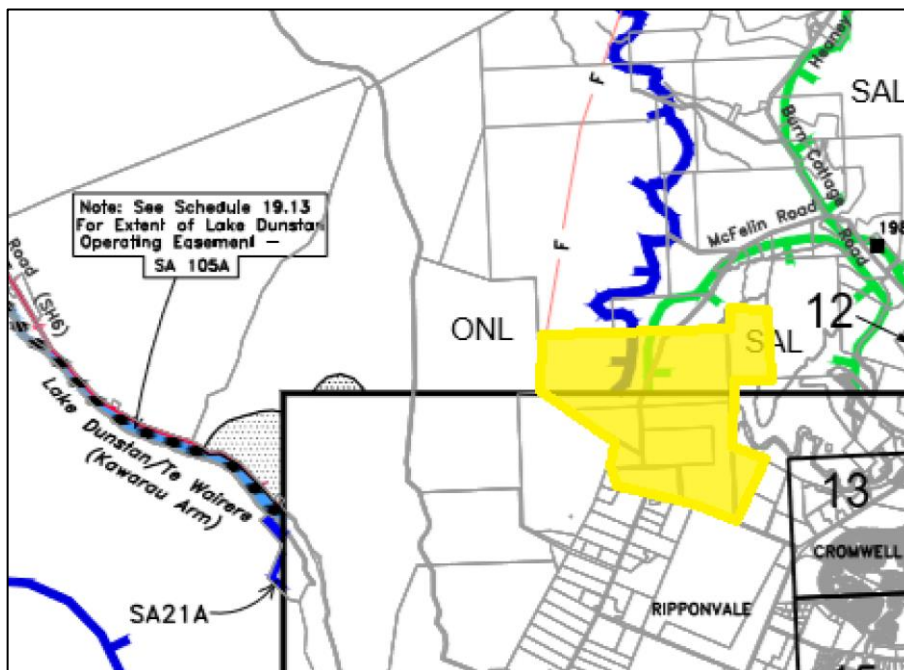 Heaney
SAL
F
Burn Cottage
Road
Note: See Schedule 19.13
For Extent of Lake Dunstan
Operating Easement –
SA 105A
McFelin Road
Road
(SH6)
F
12
ONL
SAL
Lake Dunstan/Te Wairere
(Kawarau Arm)
13
CROMWELL
SA21A
RIPPONVALE